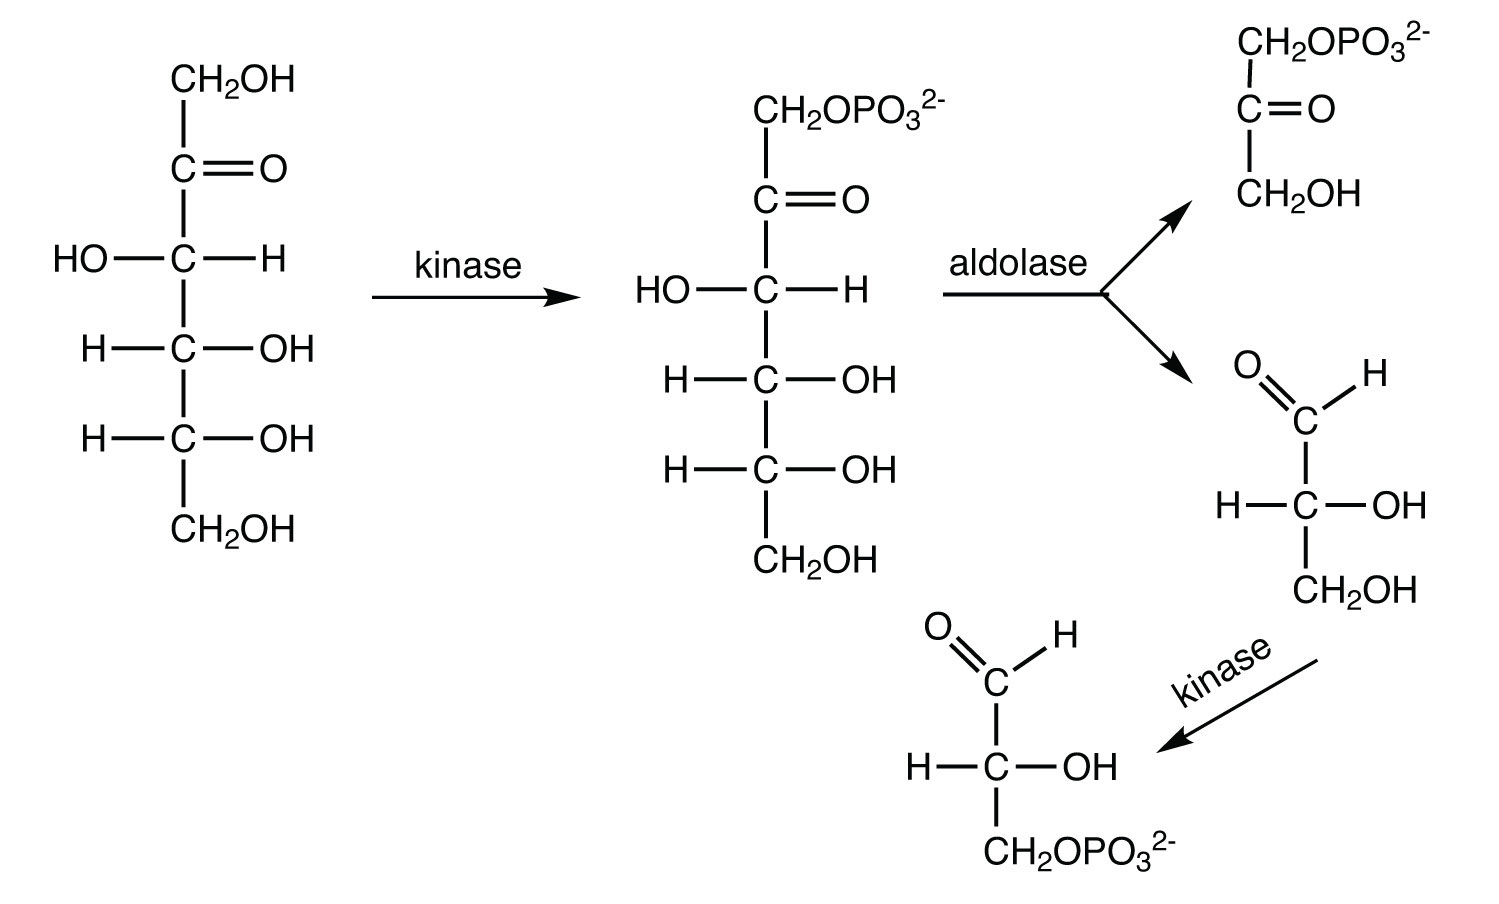 CH₂OH
C=O
HO—C—H
H—C—OH
H—C—OH
CH₂OH
kinase
CH₂OPO₃²⁻
C=O
HO—C—H
H—C—OH
H—C—OH
CH₂OH
aldolase
CH₂OPO₃²⁻
C=O
CH₂OH
O H
C
H—C—OH
CH₂OH
kinase
O H
C
H—C—OH
CH₂OPO₃²⁻